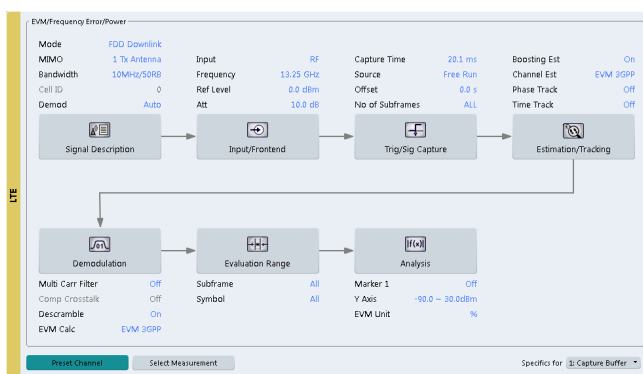 EVM/Frequency Error/Power
Mode FDD Downlink
MIMO 1 Tx Antenna
Bandwidth 10MHz/50RB
Cell ID 0
Demod Auto
Input RF
Frequency 13.25 GHz
Ref Level 0.0 dBm
Att 10.0 dB
Capture Time 20.1 ms
Source Free Run
Offset 0.0 s
No of Subframes ALL
Boosting Est On
Channel Est EVM 3GPP
Phase Track Off
Time Track Off
Signal Description
Input/Frontend
Trig/Sig Capture
Estimation/Tracking
LTE
01
|f(x)|
Demodulation
Evaluation Range
Analysis
Multi Carr Filter Off
Comp Crosstalk Off
Descramble On
EVM Calc EVM 3GPP
Subframe All
Symbol All
Marker 1 Off
Y Axis -90.0 ~ 30.0dBm
EVM Unit %
Preset Channel
Select Measurement
Specifics for 1: Capture Buffer